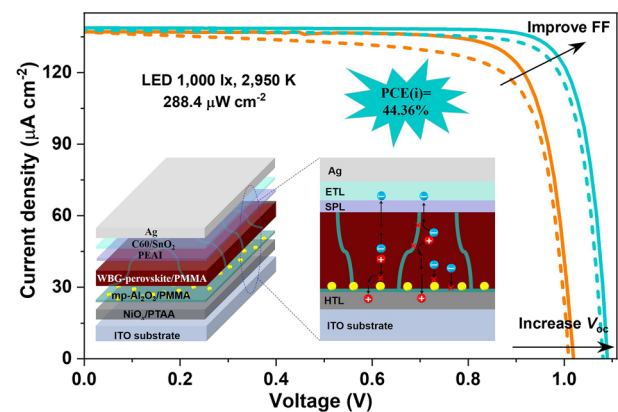 Improve FF
LED 1,000 lx, 2,950 K
288.4 μW cm⁻²
PCE(i)=
44.36%
Current density (μA cm⁻²)
135
120
90
60
30
0
Ag
C60/SnO₂
PEAI
WBG-perovskite/PMMA
mp-Al₂O₃/PMMA
NiOₓ/PTAA
ITO substrate
Ag
ETL
SPL
HTL
ITO substrate
Increase Voc
0.0
0.2
0.4
0.6
0.8
1.0
Voltage (V)